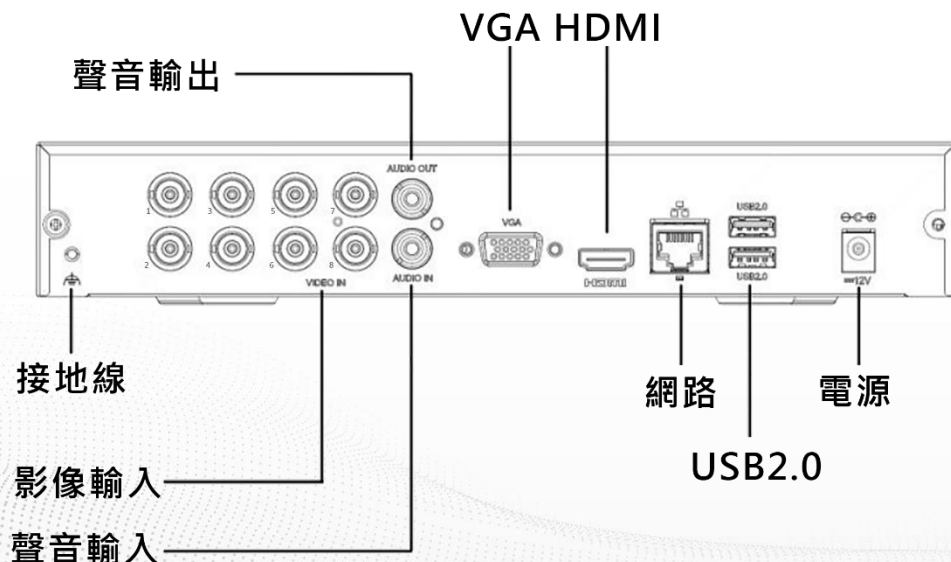 VGA HDMI
聲音輸出
AUDIO OUT
1 3 5 7
USB2.0
VGA
2 4 6 8
VIDEO IN
AUDIO IN
HDMI
USB2.0
12V
接地線
網路
電源
USB2.0
影像輸入
聲音輸入